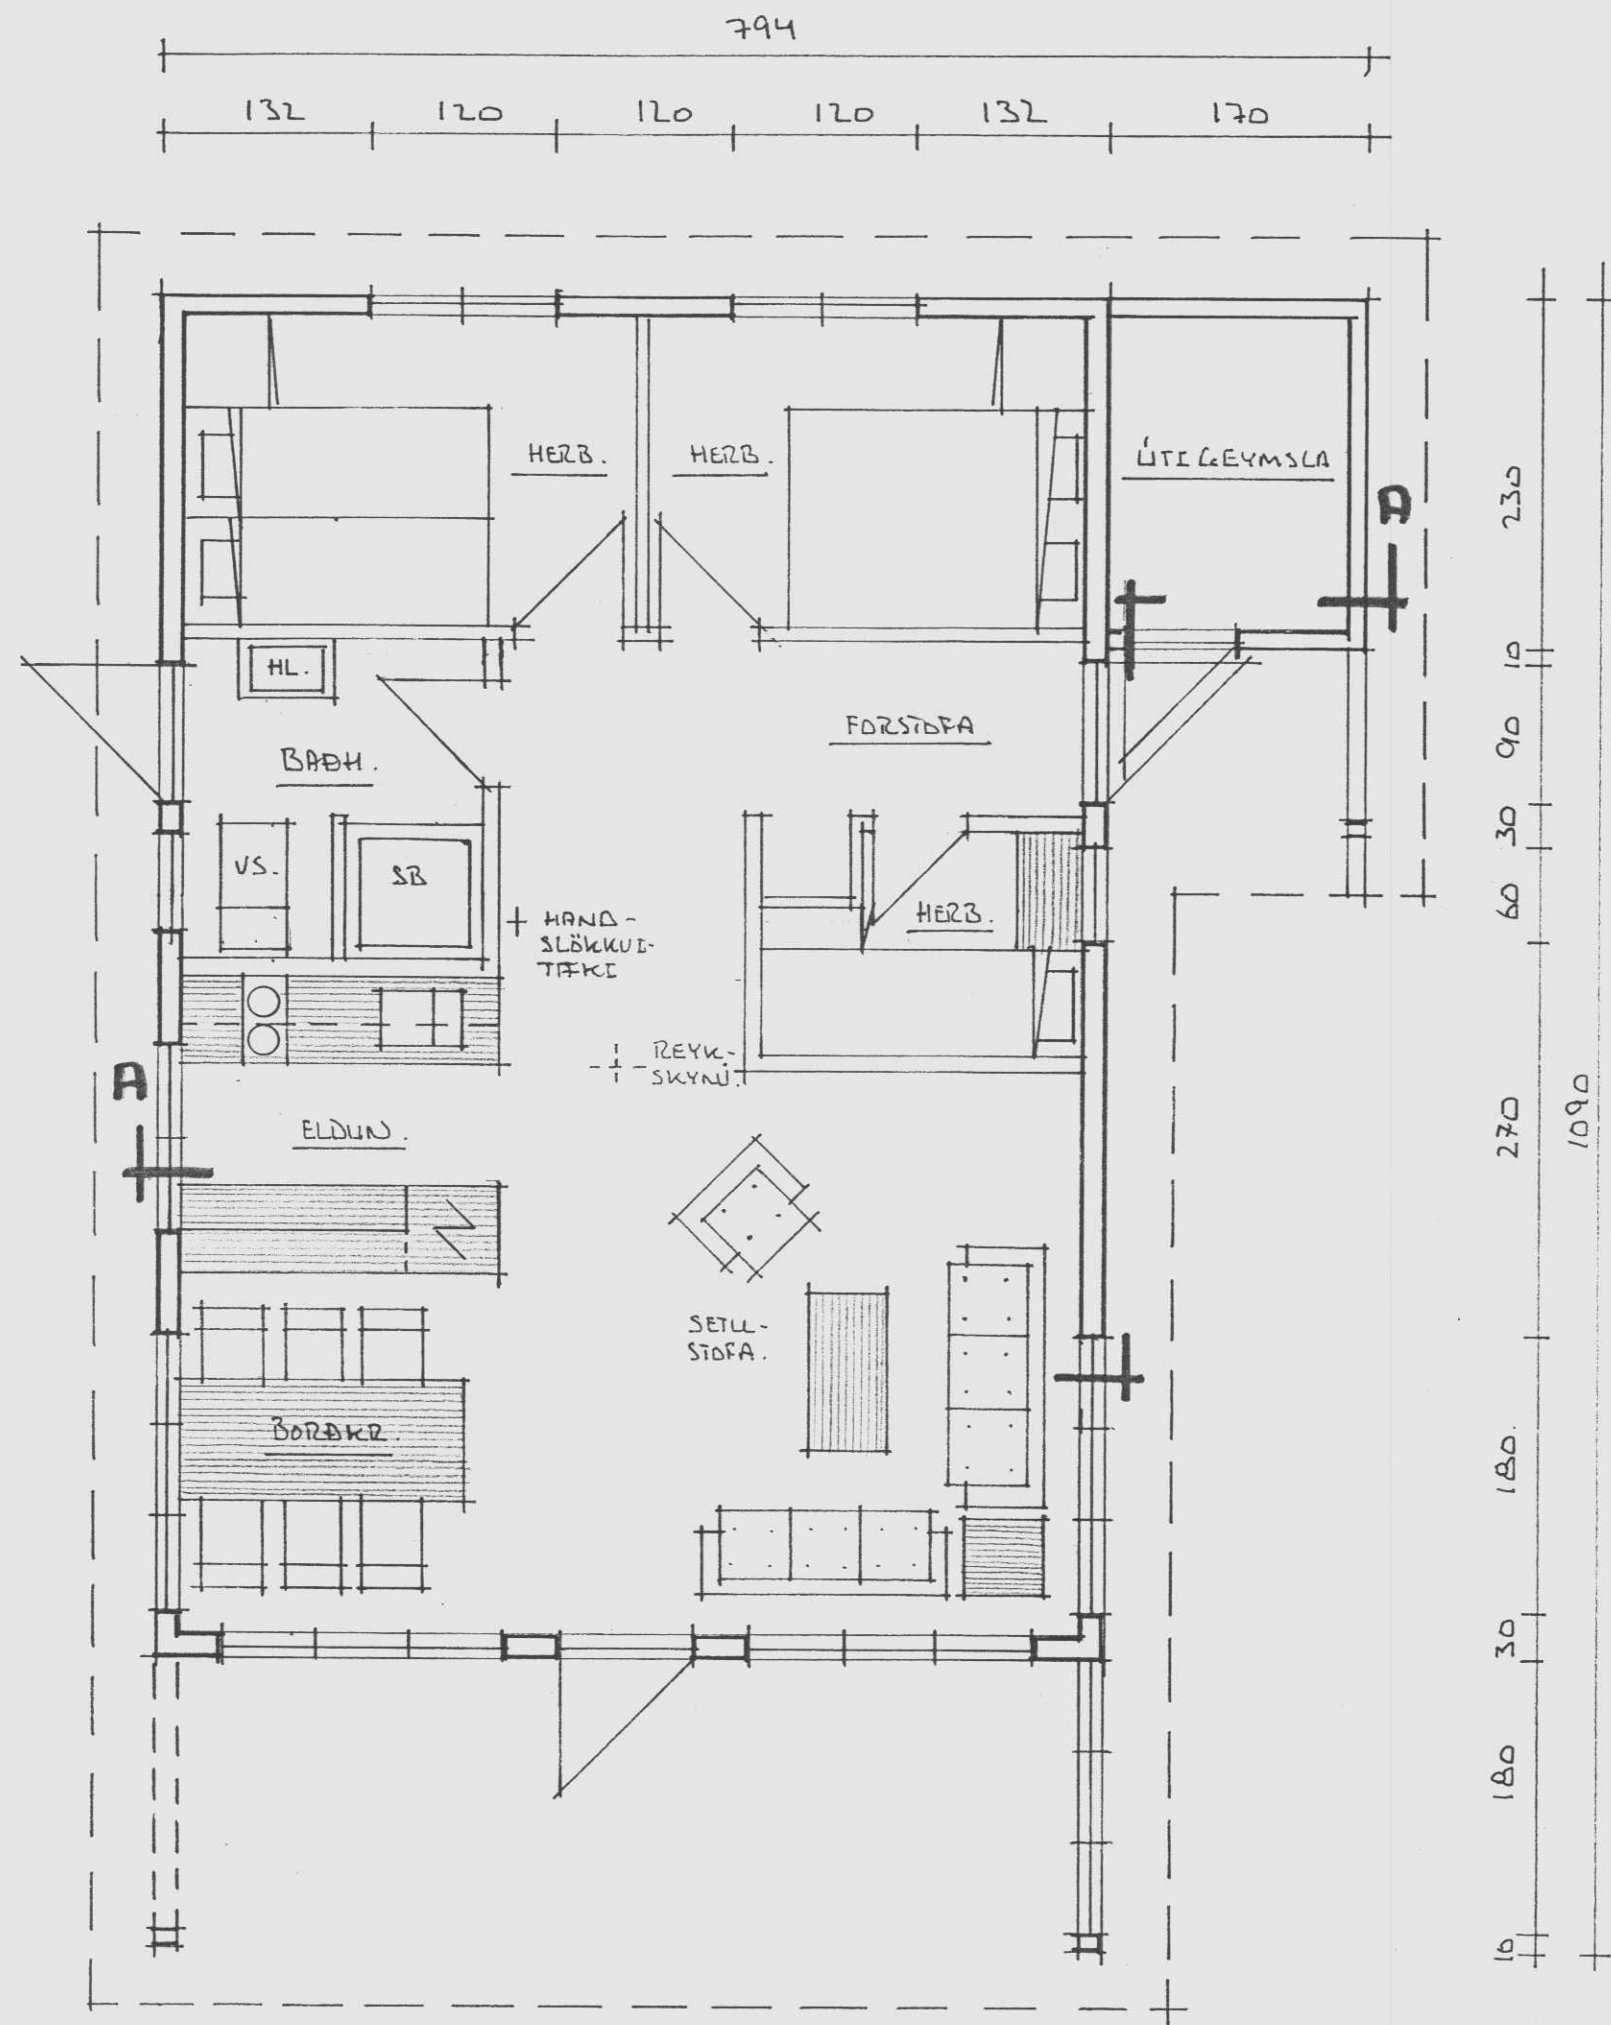 794
132 120 120 120 132 170
HERB. HERB. ÚTIGEYMSLA
A
230
10
HL.
FORSTOFA
90
BAÐH.
30
VS. SB
HERB.
60
HAND-
SLÖKKVI-
TÆKI
REYK-
SKYNJ.
A
ELDUN.
270
1090
SETU-
STOFA.
BORÐKR.
180.
30
180
10